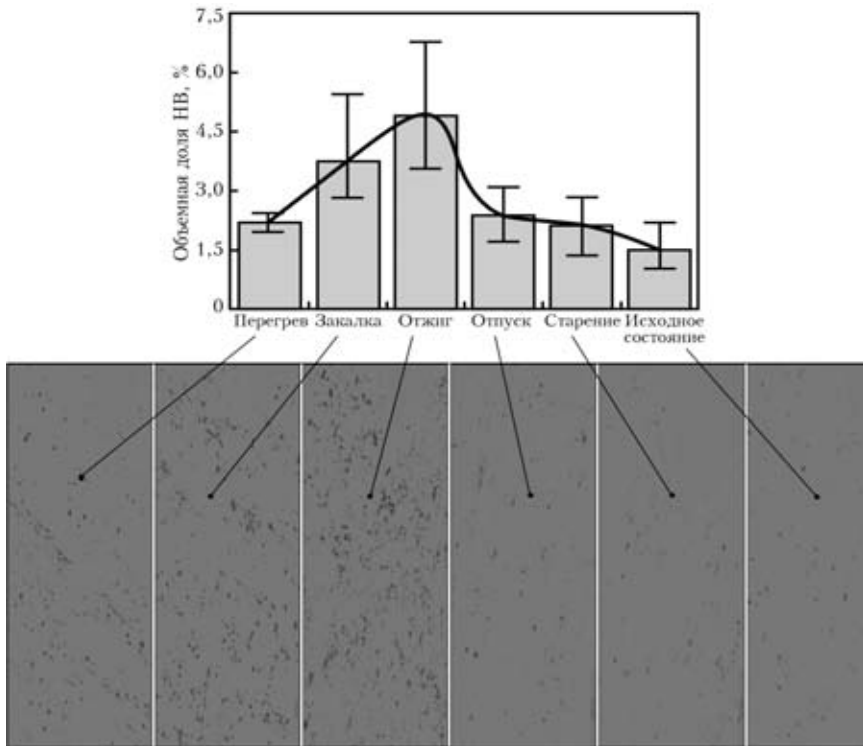 Объемная доля НВ, %
7,5
6,0
4,5
3,0
1,5
0
Перегрев Закалка Отжиг Отпуск Старение Исходное
состояние